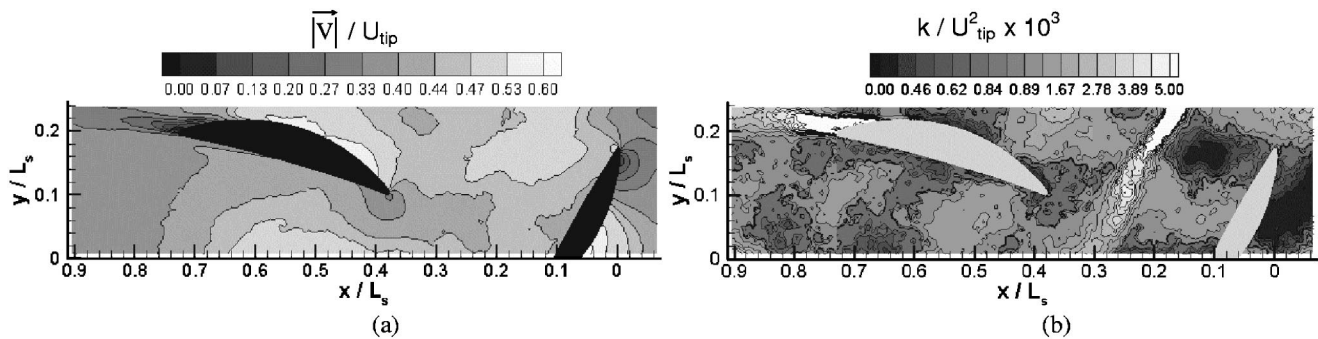 |V| / U_tip
0.00 0.07 0.13 0.20 0.27 0.33 0.40 0.44 0.47 0.53 0.60
y / L_s
0.2
0.1
0
0.9 0.8 0.7 0.6 0.5 0.4 0.3 0.2 0.1 0
x / L_s
(a)
k / U²_tip x 10³
0.00 0.46 0.62 0.84 0.89 1.67 2.78 3.89 5.00
y / L_s
0.2
0.1
0
0.9 0.8 0.7 0.6 0.5 0.4 0.3 0.2 0.1 0
x / L_s
(b)